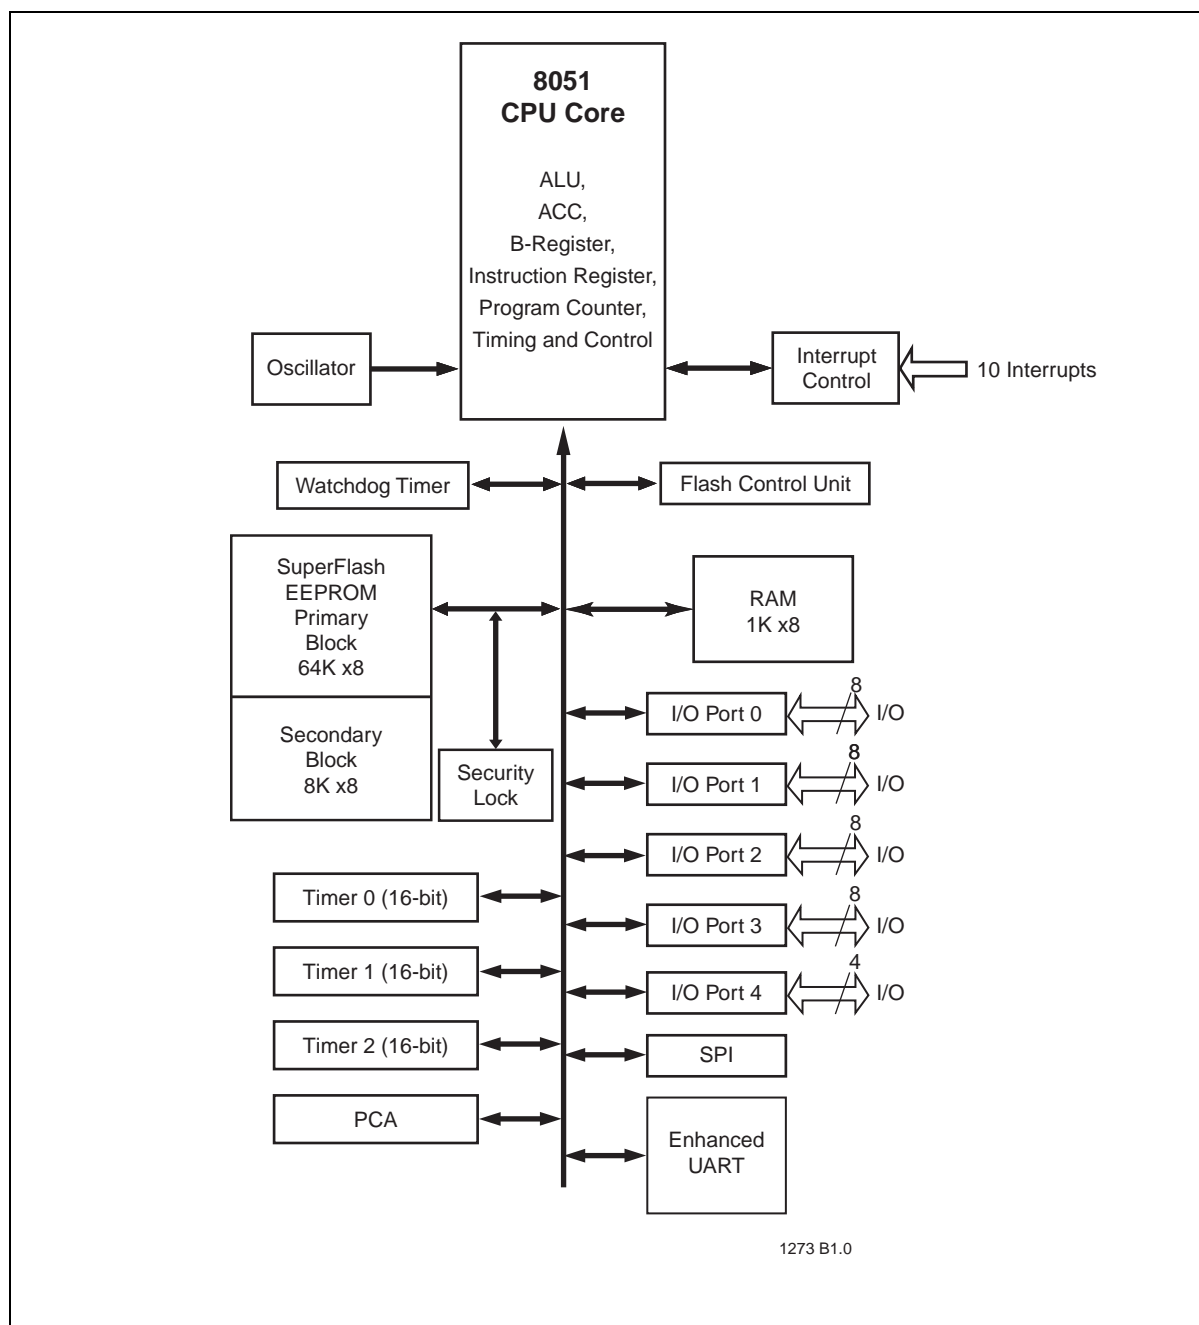 8051
CPU Core
ALU,
ACC,
B-Register,
Instruction Register,
Program Counter,
Timing and Control
Oscillator
Interrupt
Control
10 Interrupts
Watchdog Timer
Flash Control Unit
SuperFlash
EEPROM
Primary
Block
64K x8
RAM
1K x8
Secondary
Block
8K x8
Security
Lock
8
I/O Port 0
I/O
8
I/O Port 1
I/O
8
I/O Port 2
I/O
Timer 0 (16-bit)
8
I/O Port 3
I/O
Timer 1 (16-bit)
4
I/O Port 4
I/O
Timer 2 (16-bit)
SPI
PCA
Enhanced
UART
1273 B1.0